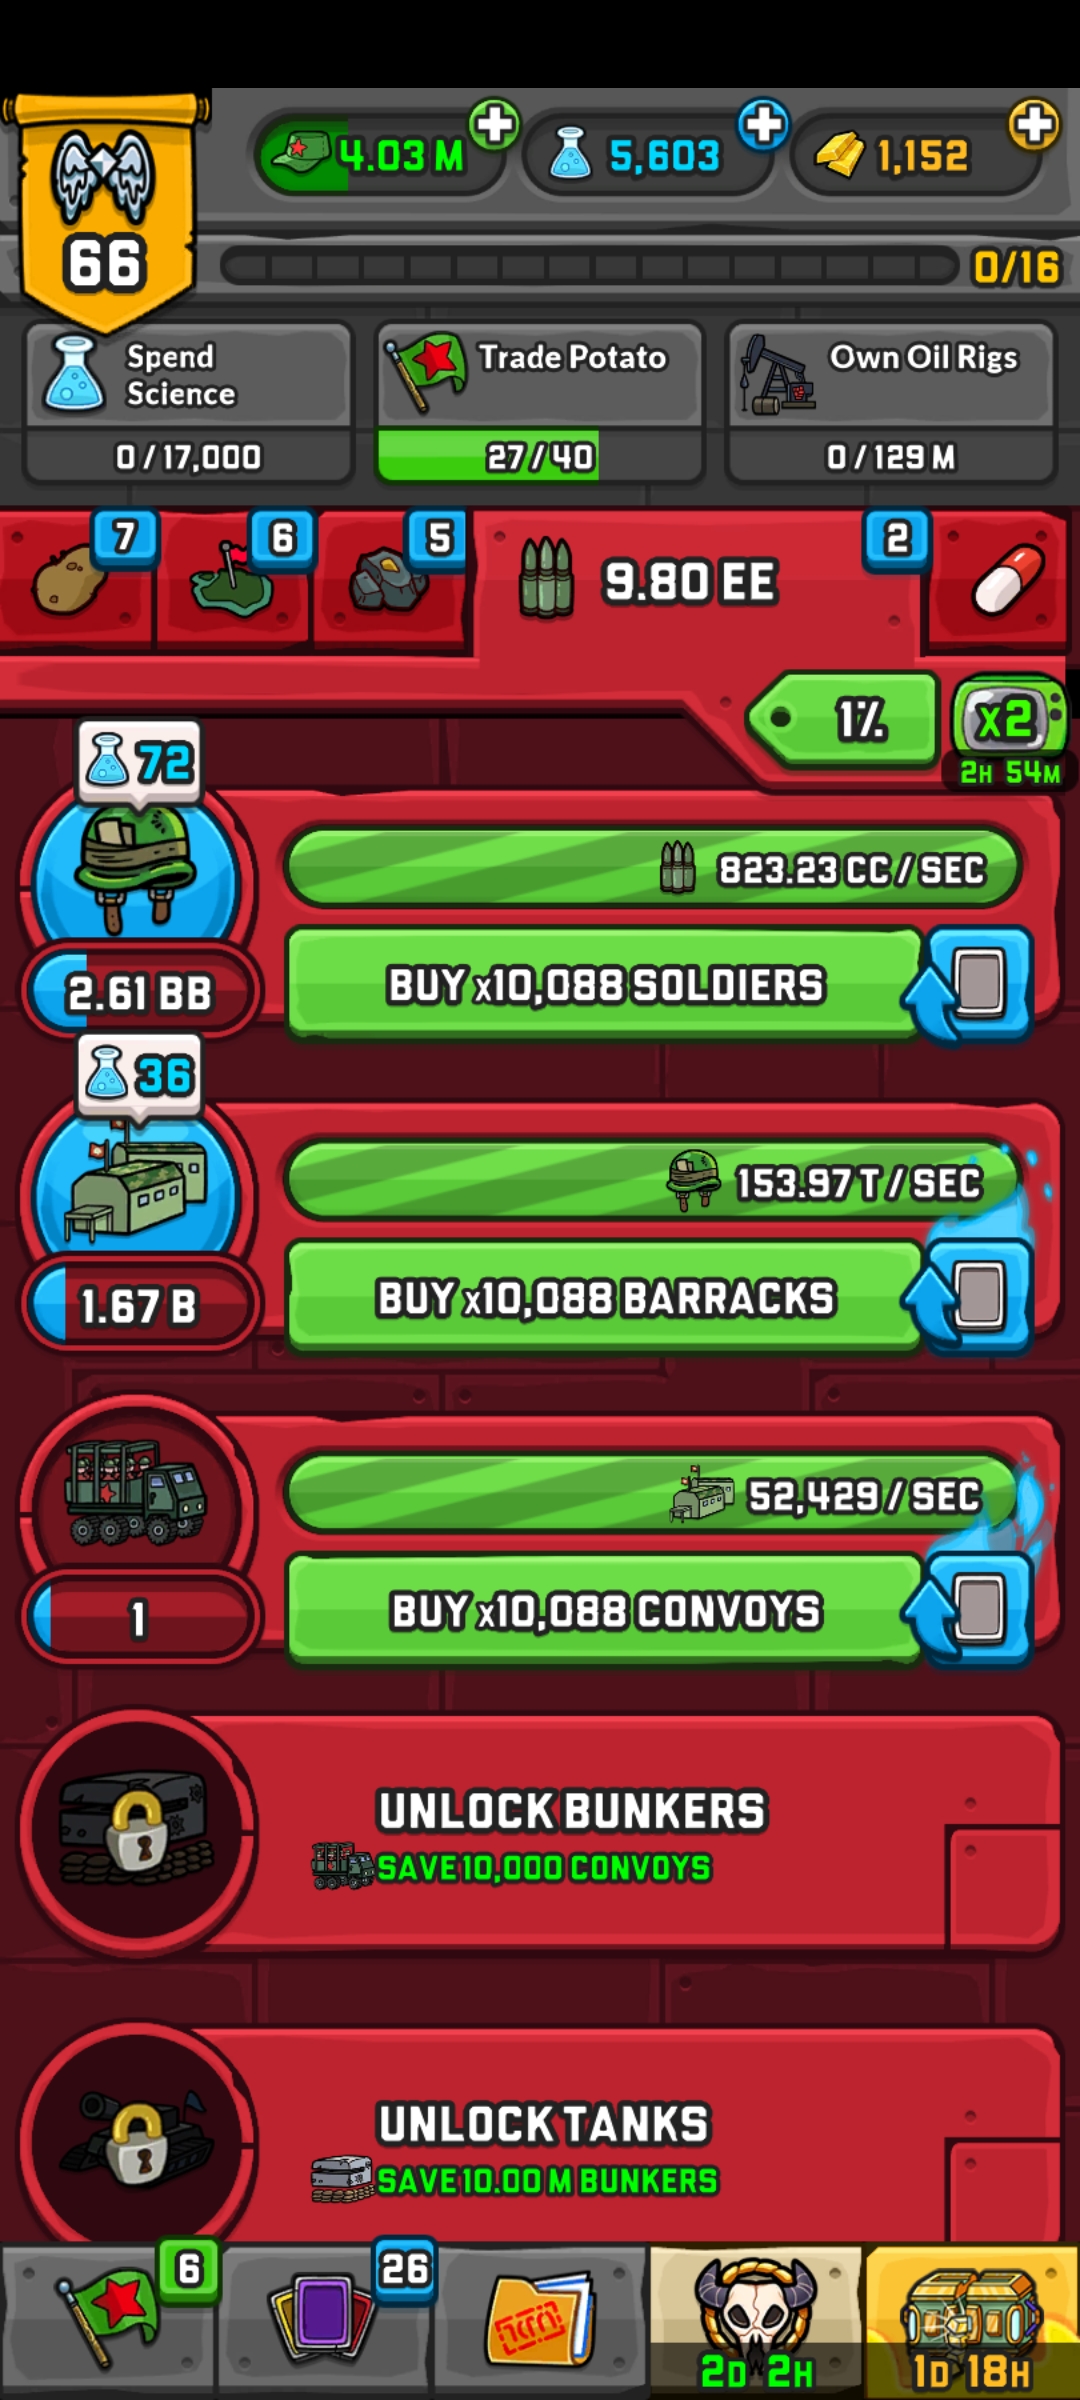 4.03 M
5,603
1,152
66
0/16
Spend
Science
0/17,000
Trade Potato
27/40
Own Oil Rigs
0/129 M
7
6
5
9.80 EE
2
1%
x2
2H 54M
72
823.23 CC/SEC
BUY x10,088 SOLDIERS
2.61 BB
36
153.97 T/SEC
BUY x10,088 BARRACKS
1.67 B
52,429/SEC
BUY x10,088 CONVOYS
1
UNLOCK BUNKERS
SAVE 10,000 CONVOYS
UNLOCK TANKS
SAVE 10.00 M BUNKERS
6
26
2D 2H
1D 18H